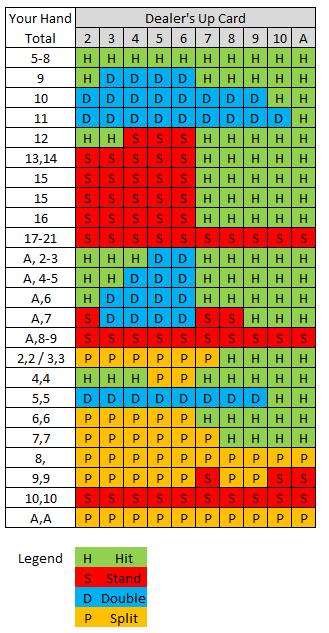 Your Hand Dealer's Up Card
Total 2 3 4 5 6 7 8 9 10 A
5-8 H H H H H H H H H H
9 H D D D D H H H H H
10 D D D D D D D D H H
11 D D D D D D D D D H
12 H H S S S H H H H H
13,14 S S S S S H H H H H
15 S S S S S H H H H H
15 S S S S S H H H H H
16 S S S S S H H H H H
17-21 S S S S S S S S S S
A, 2-3 H H H D D H H H H H
A, 4-5 H H D D D H H H H H
A,6 H D D D D H H H H H
A,7 S D D D D S S H H H
A,8-9 S S S S S S S S S S
2,2 / 3,3 P P P P P P H H H H
4,4 H H H P P H H H H H
5,5 D D D D D D D D H H
6,6 P P P P P H H H H H
7,7 P P P P P P H H H H
8, P P P P P P P P P P
9,9 P P P P P S P P S S
10,10 S S S S S S S S S S
A,A P P P P P P P P P P
Legend H Hit
S Stand
D Double
P Split